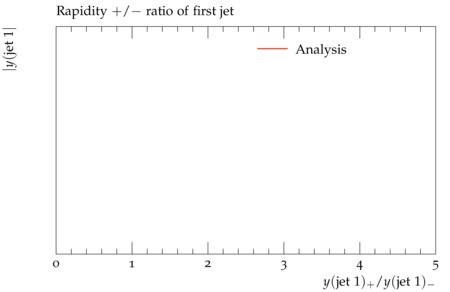 Rapidity +/− ratio of first jet
|y(jet 1|
Analysis
0 1 2 3 4 5
y(jet 1)₊/y(jet 1)₋